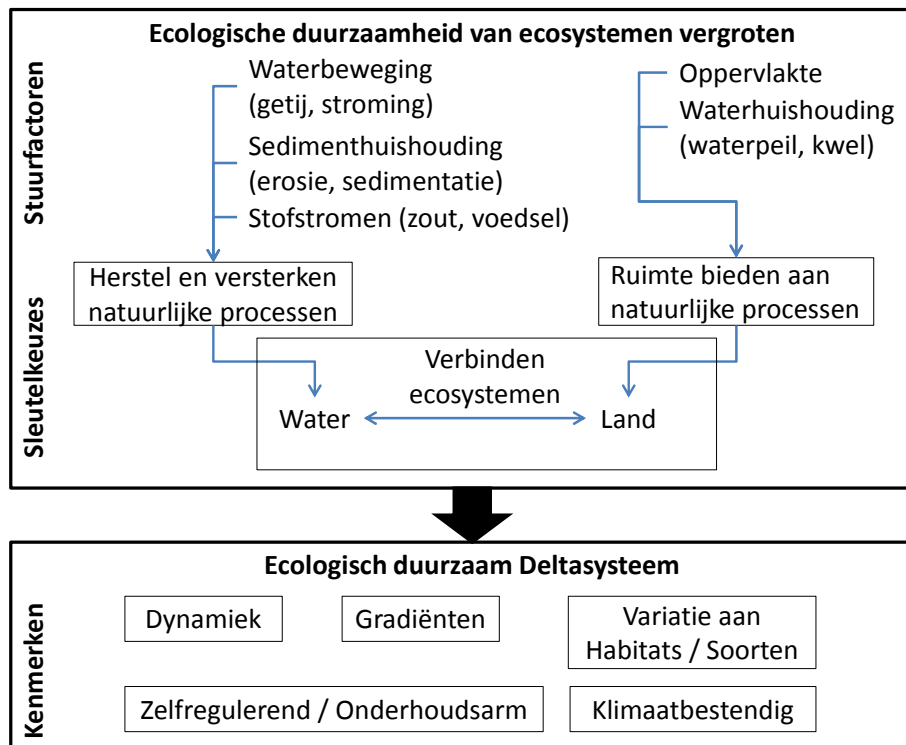 Ecologische duurzaamheid van ecosystemen vergroten
Stuurfactoren
Waterbeweging
(getij, stroming)
Sedimenthuishouding
(erosie, sedimentatie)
Stofstromen (zout, voedsel)
Oppervlakte
Waterhuishouding
(waterpeil, kwel)
Sleutelkeuzes
Herstel en versterken
natuurlijke processen
Ruimte bieden aan
natuurlijke processen
Verbinden
ecosystemen
Water
Land
Ecologisch duurzaam Deltasysteem
Kenmerken
Dynamiek
Gradiënten
Variatie aan
Habitats / Soorten
Zelfregulerend / Onderhoudsarm
Klimaatbestendig